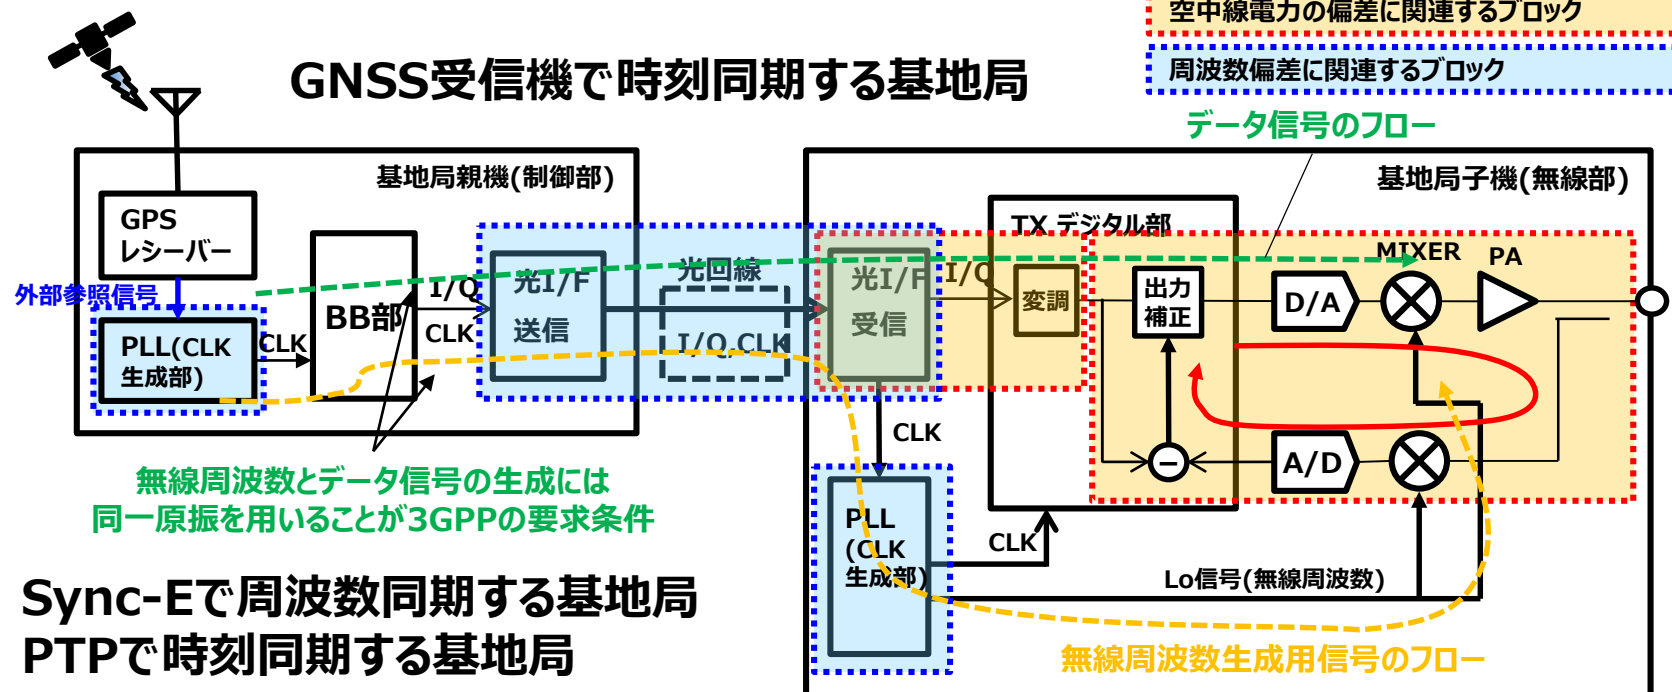 空中線電力の偏差に関連するブロック
周波数偏差に関連するブロック
GNSS受信機で時刻同期する基地局
データ信号のフロー
基地局親機(制御部)
基地局子機(無線部)
GPS
レシーバー
外部参照信号
PLL(CLK
生成部)
CLK
BB部
I/Q
CLK
光I/F
送信
光回線
I/Q,CLK
光I/F
受信
I/Q
TX デジタル部
変調
出力
補正
D/A
MIXER
PA
A/D
−
CLK
PLL
(CLK
生成部)
CLK
Lo信号(無線周波数)
無線周波数とデータ信号の生成には
同一原振を用いることが3GPPの要求条件
無線周波数生成用信号のフロー
Sync-Eで周波数同期する基地局
PTPで時刻同期する基地局